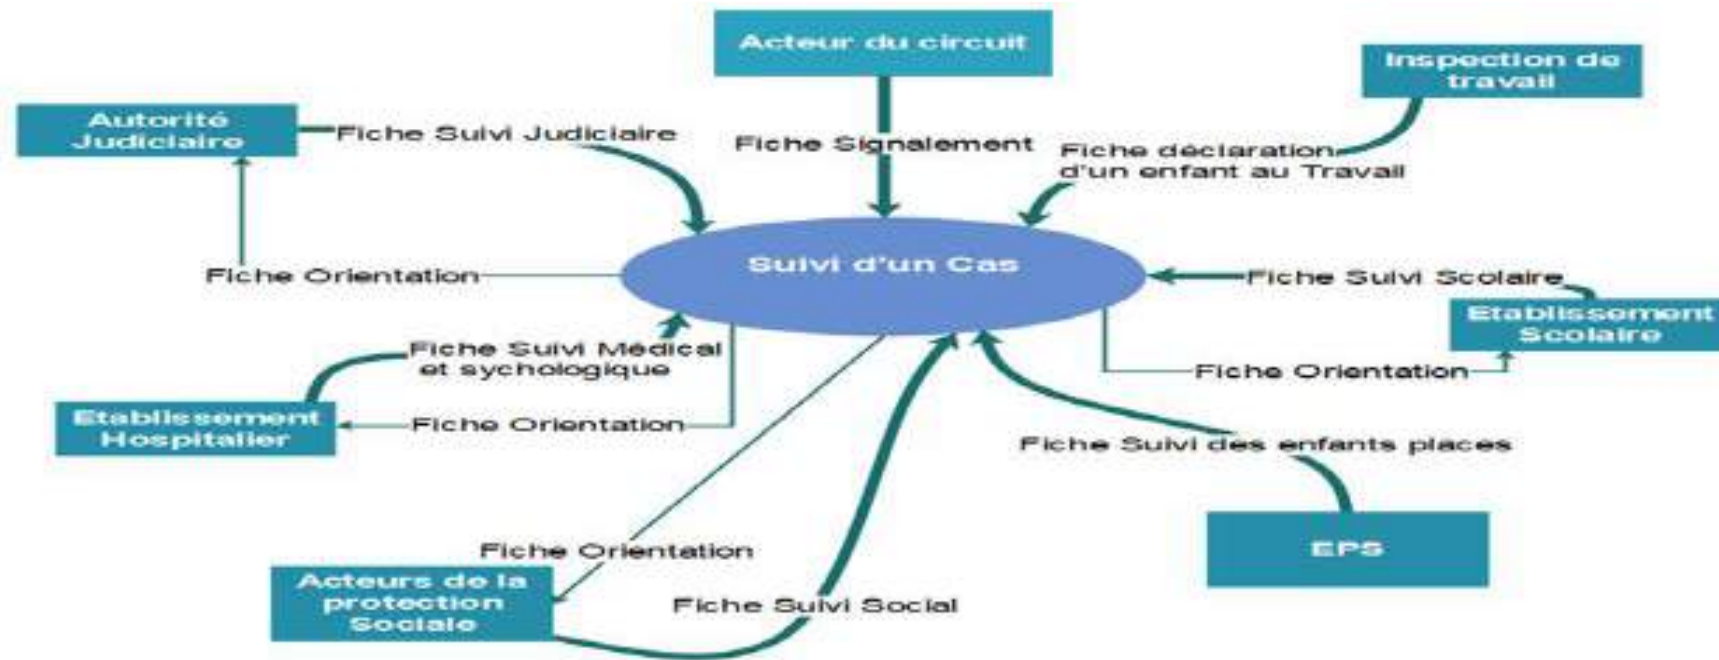 Acteur du circuit
Inspection de
travail
Autorité
Judiciaire
Fiche Suivi Judiciaire
Fiche Signalement
Fiche déclaration
d'un enfant au Travail
Suivi d'un Cas
Fiche Orientation
Fiche Suivi Scolaire
Etablissement
Scolaire
Fiche Suivi Médical
et sychologique
Fiche Orientation
Etablissement
Hospitalier
Fiche Orientation
Fiche Suivi des enfants places
EPS
Fiche Orientation
Acteurs de la
protection
Sociale
Fiche Suivi Social